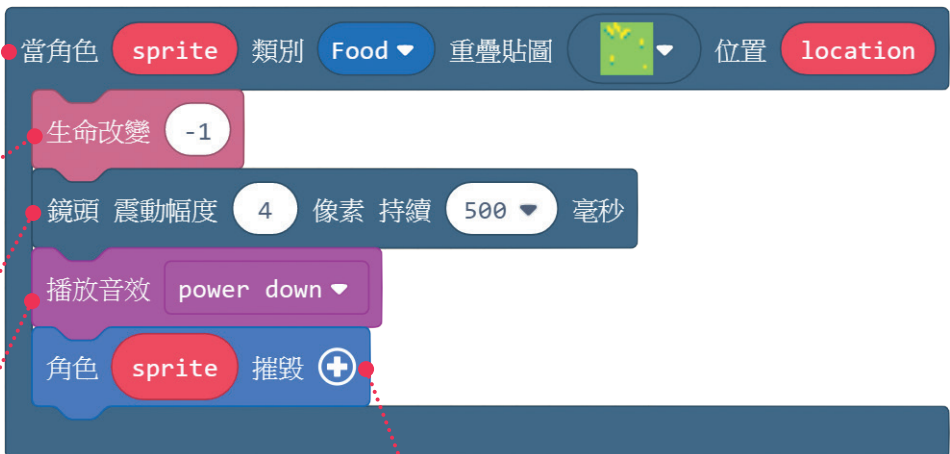 當角色 sprite 類別 Food 重疊貼圖 位置 location
生命改變 -1
鏡頭 震動幅度 4 像素 持續 500 毫秒
播放音效 power down
角色 sprite 摧毀